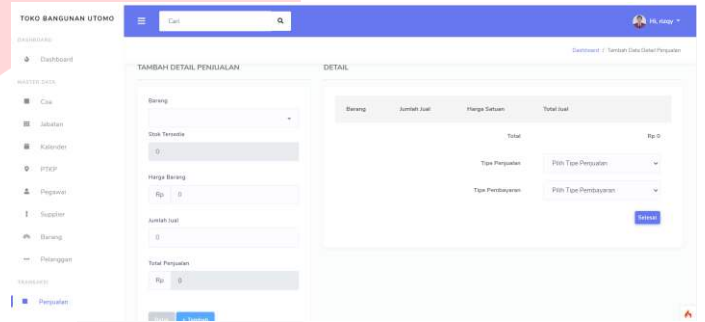 TOKO BANGUNAN UTOMO
Cari
Hi, nagy
DASHBOARD
Dashboard
Dashboard / Tambah Data Detail Penjualan
MASTER DATA
Coa
Jabatan
Kalender
PTKP
Pegawai
Supplier
Barang
Pelanggan
TRANSAKSI
Penjualan
TAMBAH DETAIL PENJUALAN
Barang
Stok Tersedia
0
Harga Barang
Rp 0
Jumlah Jual
0
Total Penjualan
Rp 0
+ Tambah
DETAIL
Barang Jumlah Jual Harga Satuan Total Jual
Total Rp 0
Tipe Penjualan Pilih Tipe Penjualan
Tipe Pembayaran Pilih Tipe Pembayaran
Selesai